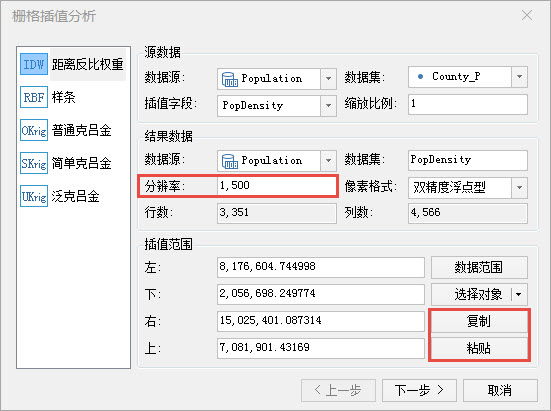 栅格插值分析
IDW 距离反比权重
RBF 样条
OKrig 普通克吕金
SKrig 简单克吕金
UKrig 泛克吕金
源数据
数据源: Population 数据集: County_P
插值字段: PopDensity 缩放比例: 1
结果数据
数据源: Population 数据集: PopDensity
分辨率: 1,500 像素格式: 双精度浮点型
行数: 3,351 列数: 4,566
插值范围
左: 8,176,604.744998 数据范围
下: 2,056,698.249774 选择对象
右: 15,025,401.087314 复制
上: 7,081,901.43169 粘贴
<上一步 下一步> 取消